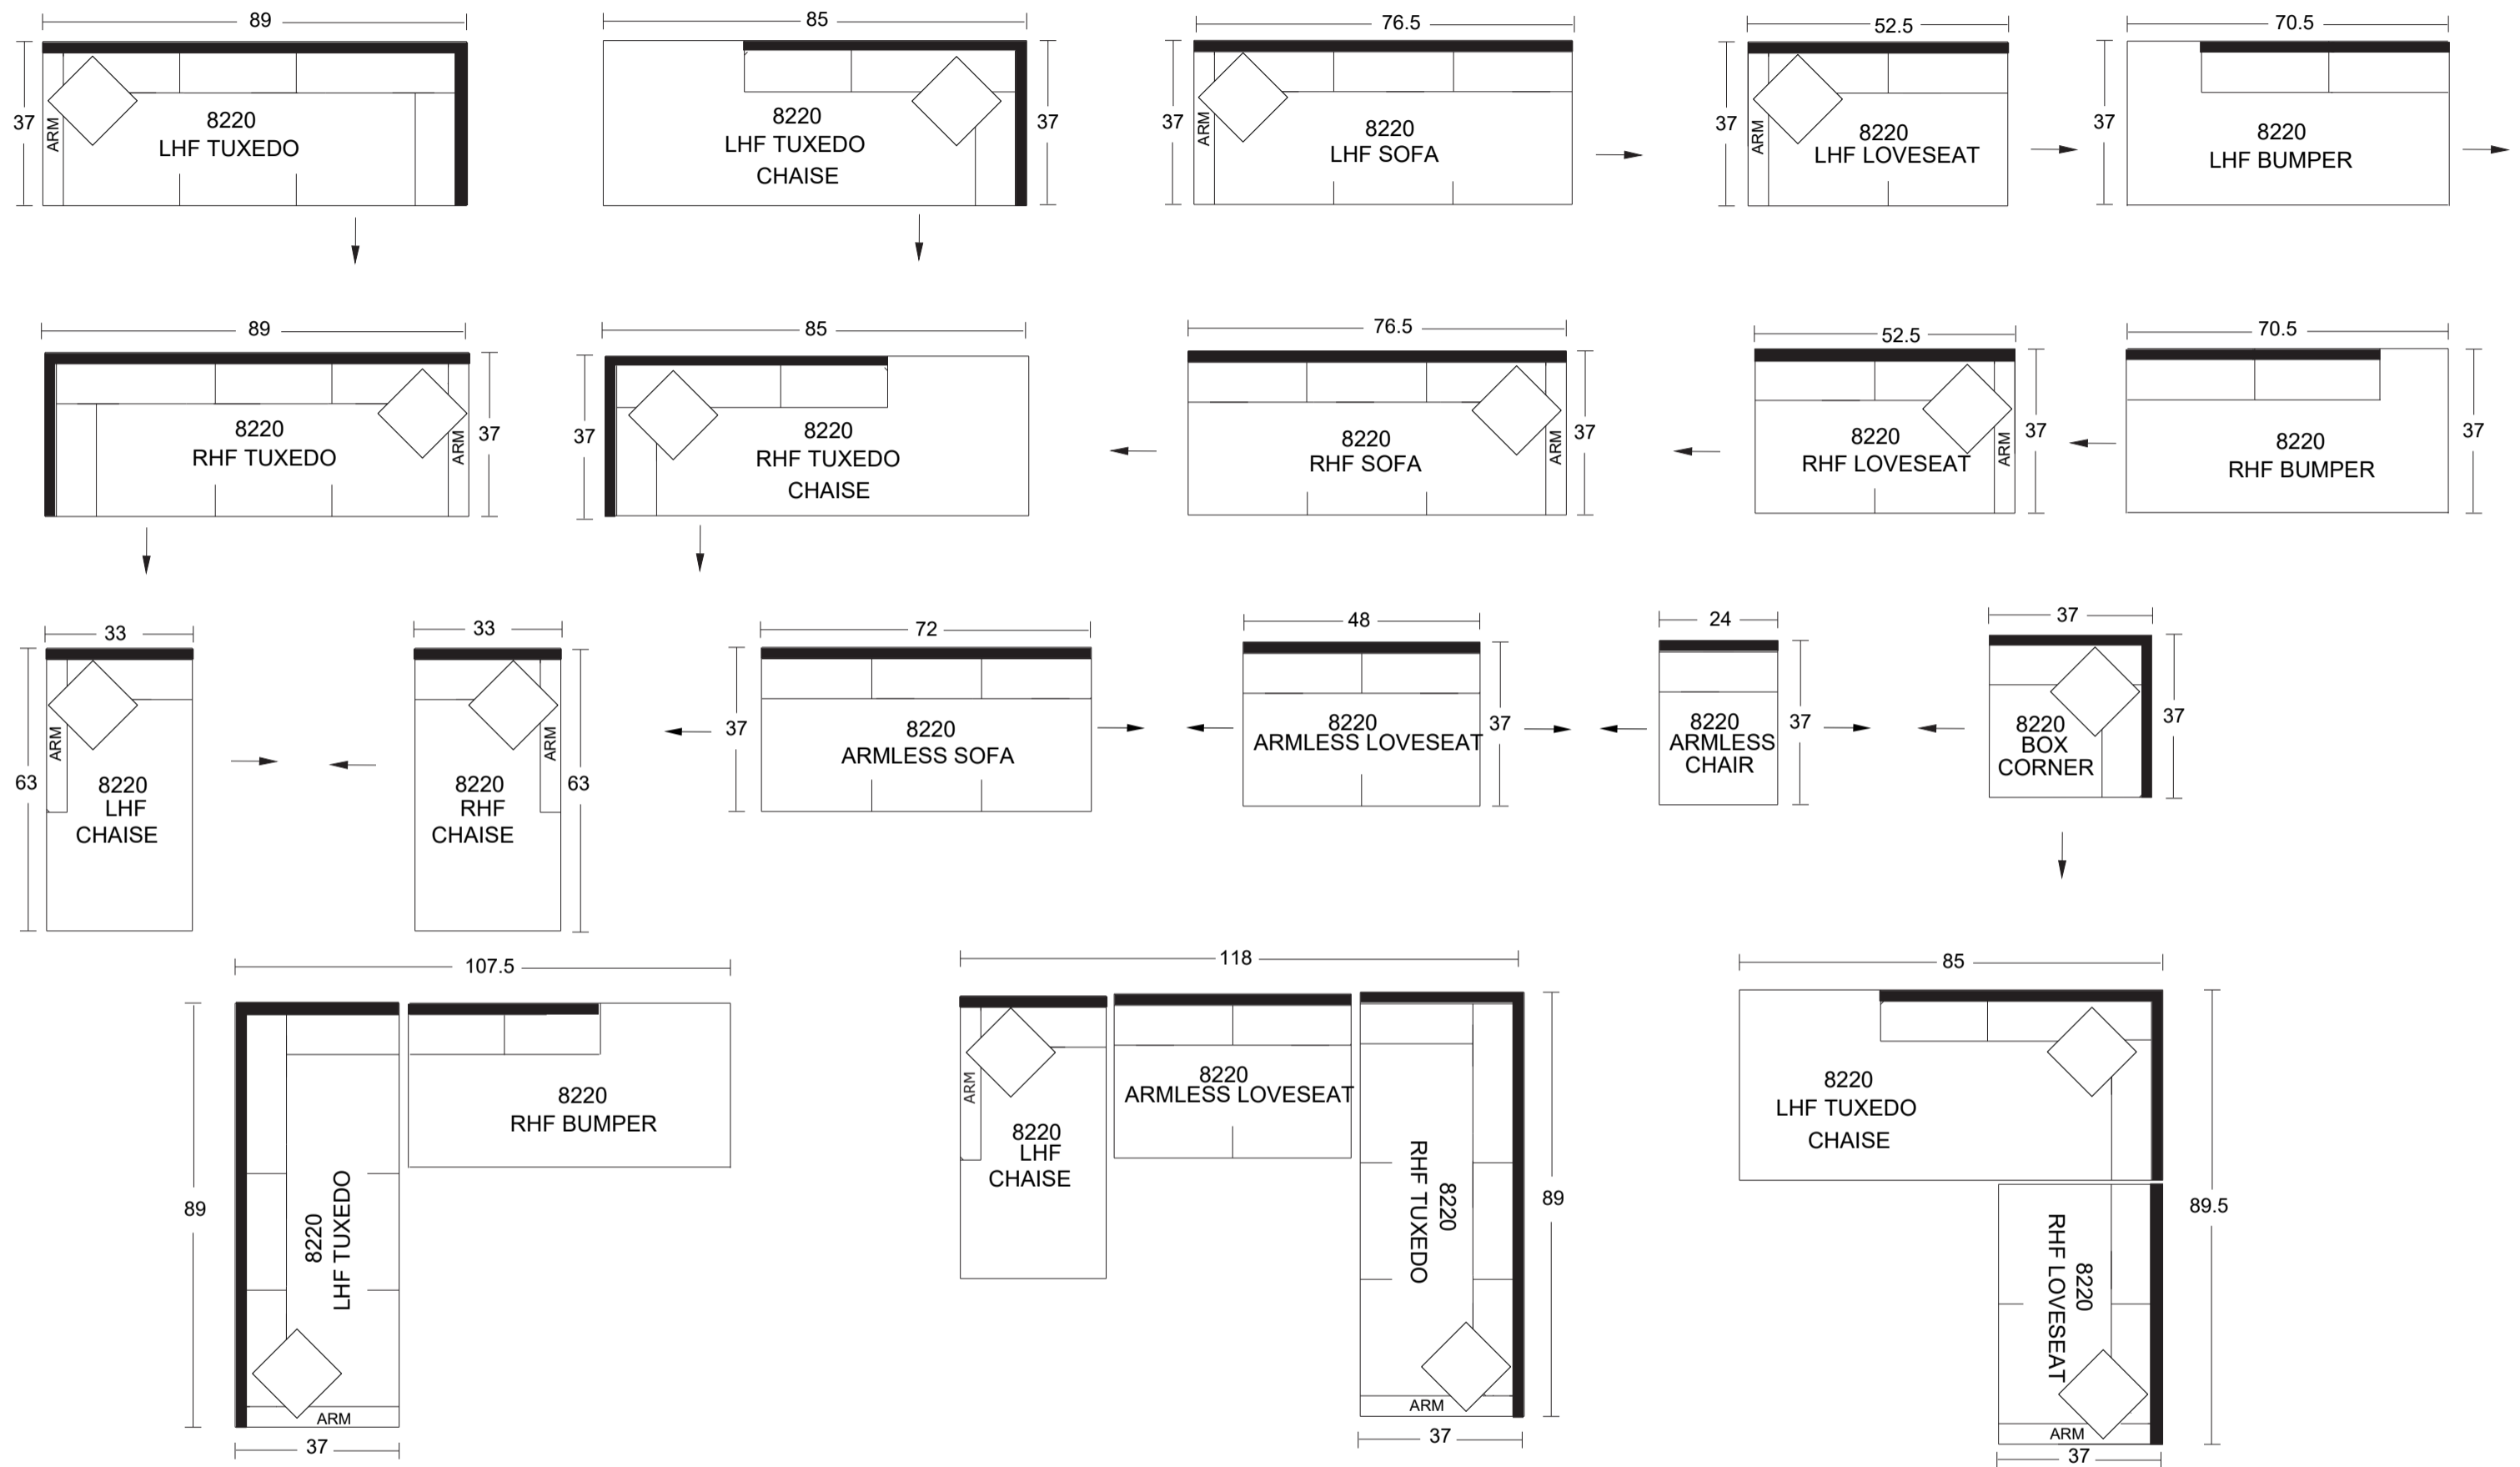 89
37
ARM
8220
LHF TUXEDO
85
8220
LHF TUXEDO
CHAISE
37
76.5
37
ARM
8220
LHF SOFA
52.5
37
ARM
8220
LHF LOVESEAT
70.5
37
8220
LHF BUMPER
89
8220
RHF TUXEDO
ARM
37
85
37
8220
RHF TUXEDO
CHAISE
76.5
8220
RHF SOFA
ARM
37
52.5
8220
RHF LOVESEAT
ARM
37
70.5
8220
RHF BUMPER
37
33
63
ARM
8220
LHF
CHAISE
33
ARM
8220
RHF
CHAISE
63
72
37
8220
ARMLESS SOFA
48
8220
ARMLESS LOVESEAT
37
24
8220
ARMLESS
CHAIR
37
37
8220
BOX
CORNER
37
107.5
89
8220
LHF TUXEDO
ARM
37
8220
RHF BUMPER
118
ARM
8220
LHF
CHAISE
8220
ARMLESS LOVESEAT
8220
RHF TUXEDO
ARM
89
37
85
8220
LHF TUXEDO
CHAISE
89.5
8220
RHF LOVESEAT
ARM
37